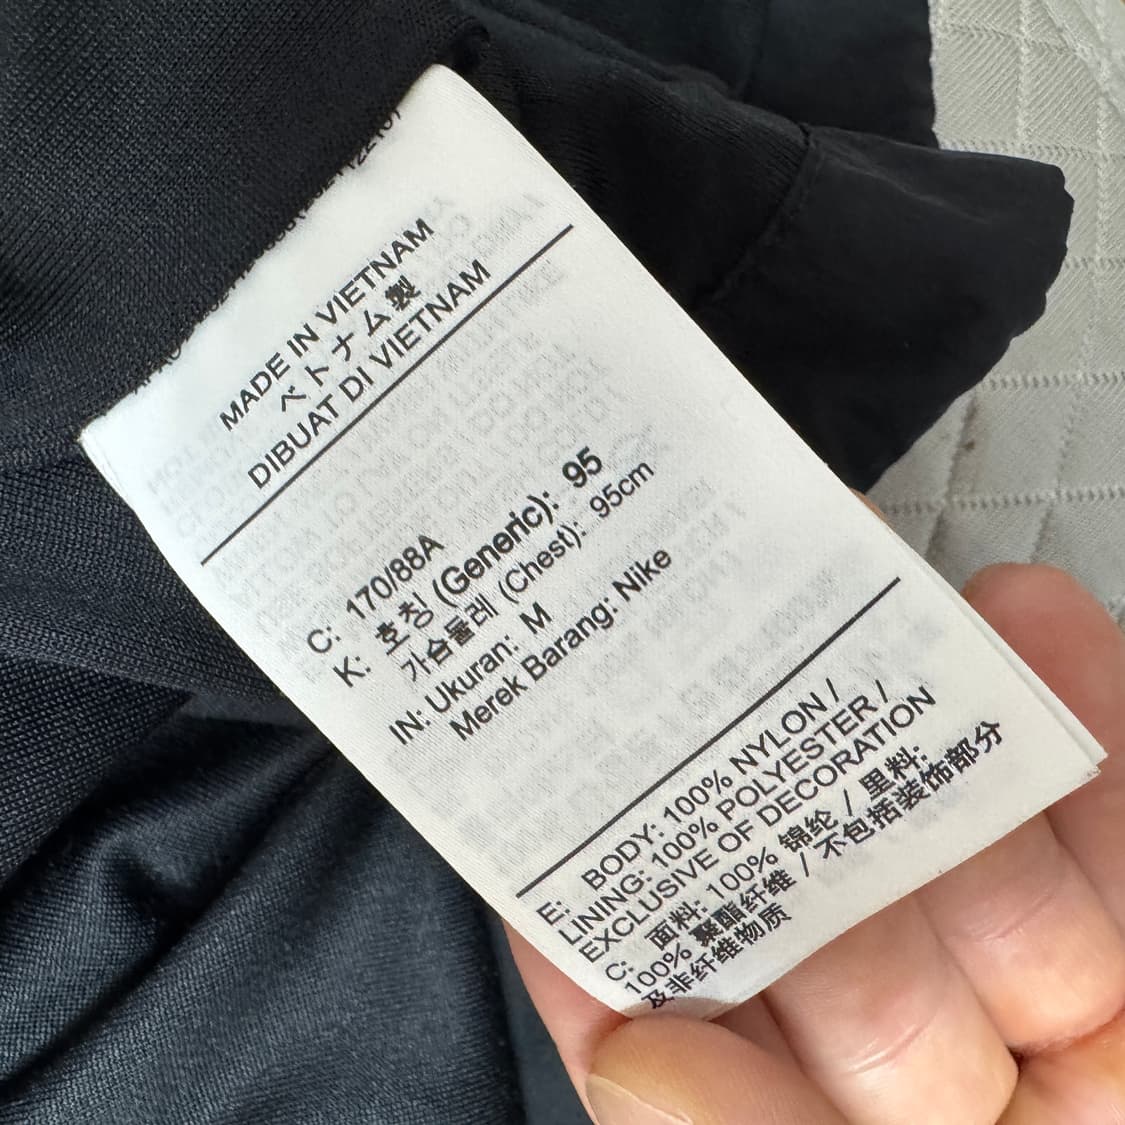 MADE IN VIETNAM
ベトナム製
DIBUAT DI VIETNAM
C: 170/88A
K: 호칭 (Generic): 95
가슴둘레 (Chest): 95cm
IN: Ukuran: M
Merek Barang: Nike
E: BODY: 100% NYLON /
LINING: 100% POLYESTER /
EXCLUSIVE OF DECORATION
C: 面料: 100% 锦纶 / 里料:
100% 聚酯纤维 / 不包括装饰部分
及非纤维物质